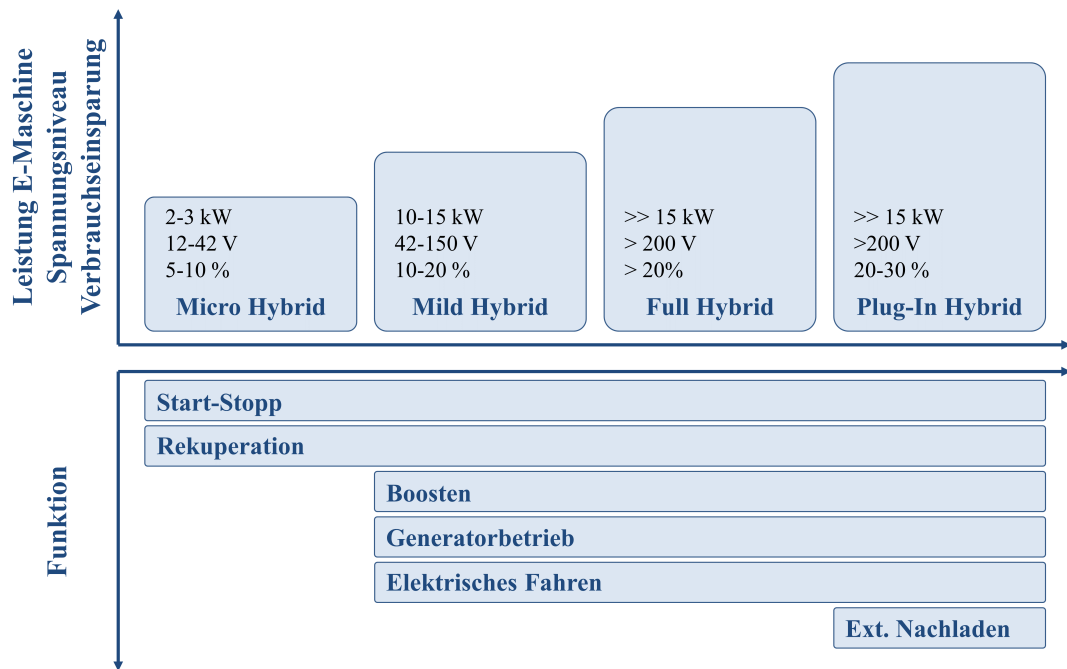 Leistung E-Maschine
Spannungsniveau
Verbrauchseinsparung
2-3 kW
12-42 V
5-10 %
Micro Hybrid
10-15 kW
42-150 V
10-20 %
Mild Hybrid
>> 15 kW
> 200 V
> 20%
Full Hybrid
>> 15 kW
>200 V
20-30 %
Plug-In Hybrid
Funktion
Start-Stopp
Rekuperation
Boosten
Generatorbetrieb
Elektrisches Fahren
Ext. Nachladen